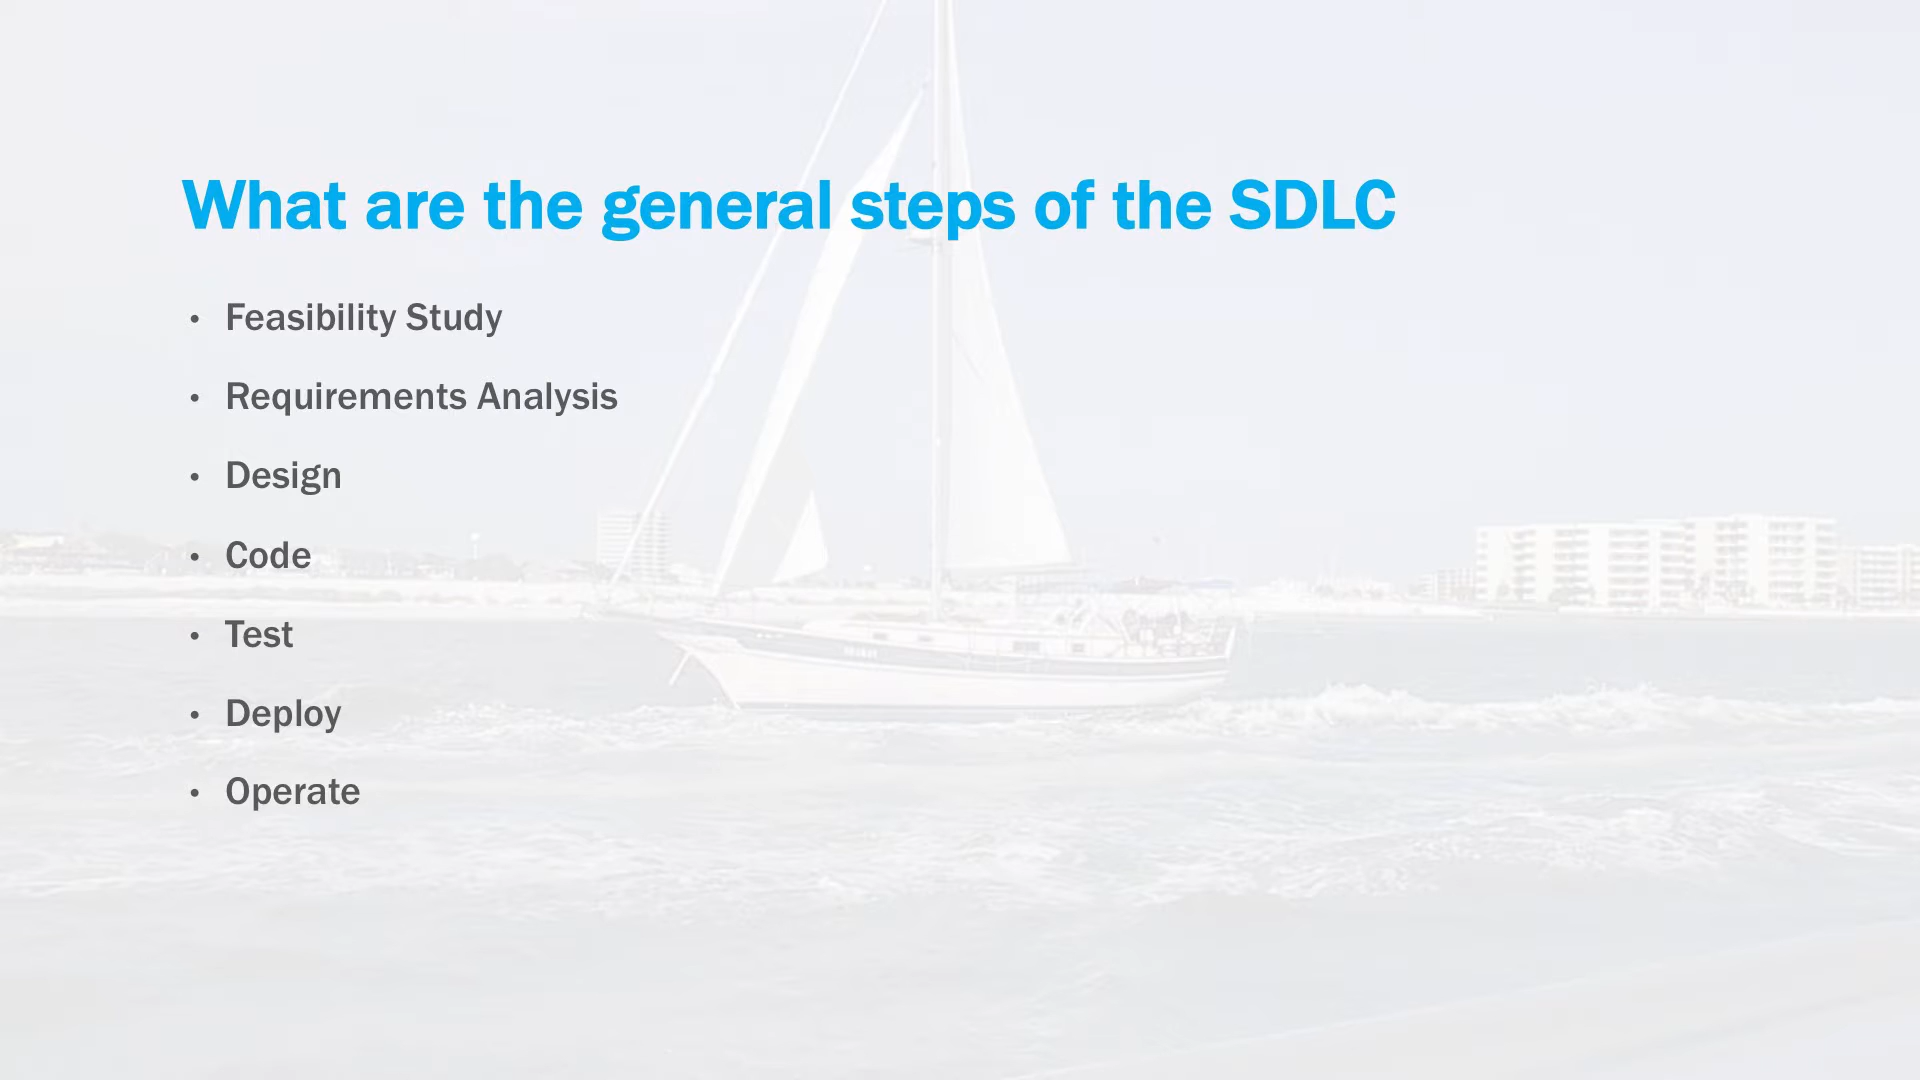 What are the general steps of the SDLC
• Feasibility Study
• Requirements Analysis
• Design
• Code
• Test
• Deploy
• Operate